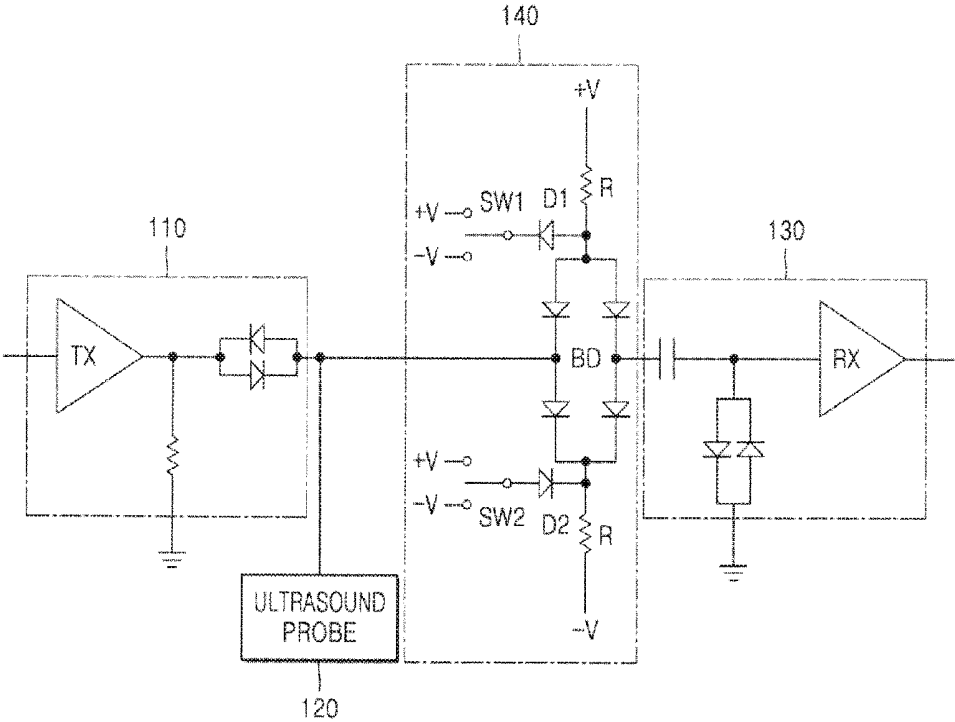 140
+V
R
SW1 D1
+V
-V
110
130
TX
BD
RX
+V
-V
SW2 D2
R
-V
ULTRASOUND
PROBE
120